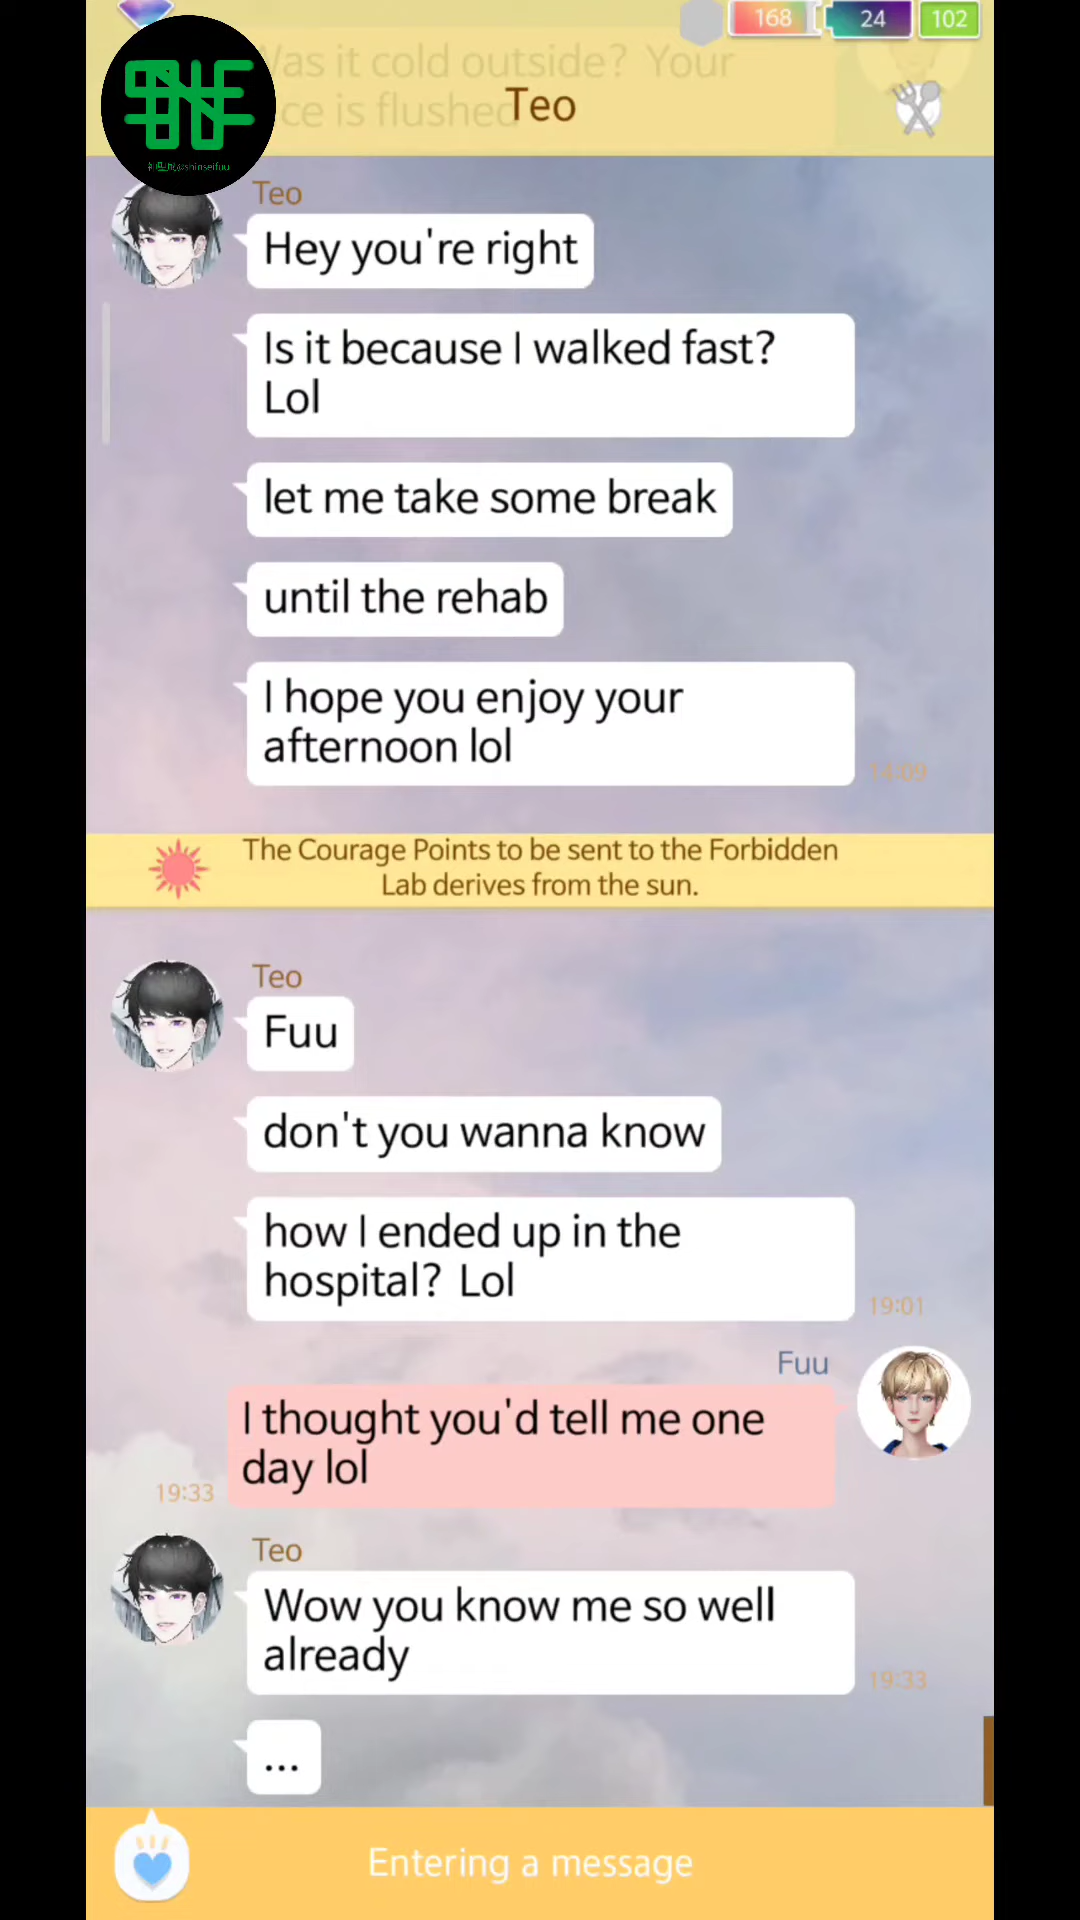 168
24
102
Was it cold outside? Your
ce is flushed
Teo
@shinseifuu
Teo
Hey you're right
Is it because I walked fast?
Lol
let me take some break
until the rehab
I hope you enjoy your
afternoon lol
14:09
The Courage Points to be sent to the Forbidden
Lab derives from the sun.
Teo
Fuu
don't you wanna know
how I ended up in the
hospital? Lol
19:01
Fuu
I thought you'd tell me one
day lol
19:33
Teo
Wow you know me so well
already
19:33
...
Entering a message